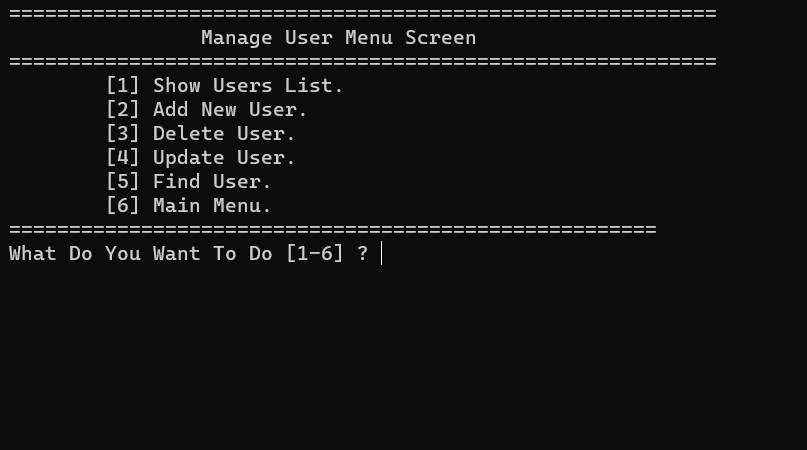 ===========================================================
Manage User Menu Screen
===========================================================
[1] Show Users List.
[2] Add New User.
[3] Delete User.
[4] Update User.
[5] Find User.
[6] Main Menu.
======================================================
What Do You Want To Do [1-6] ?